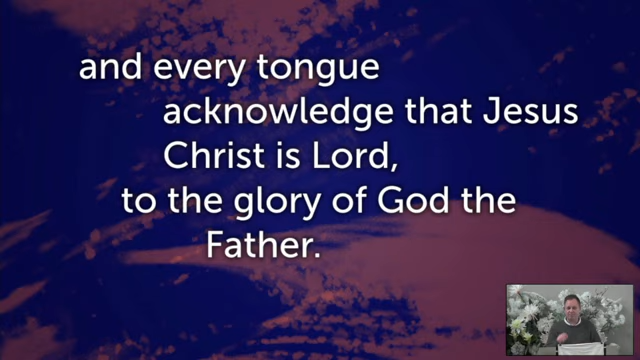 and every tongue
acknowledge that Jesus
Christ is Lord,
to the glory of God the
Father.